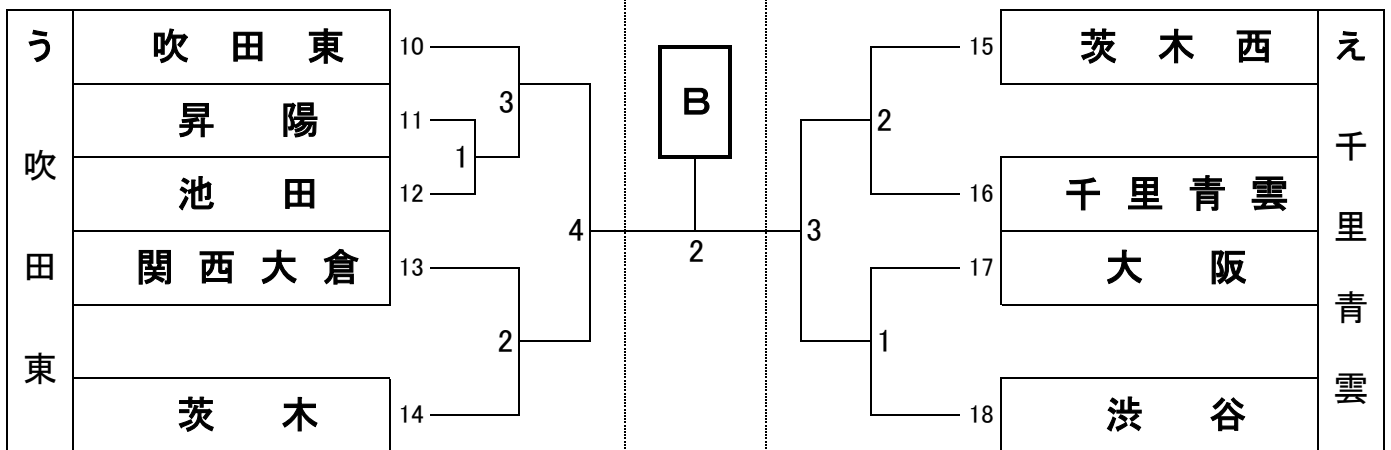 う 吹田東
吹田東 10
昇陽 11
池田 12
関西大倉 13
茨木 14
3
1
4
2
B
2
え 千里青雲
15 茨木西
16 千里青雲
17 大阪
18 渋谷
2
3
1